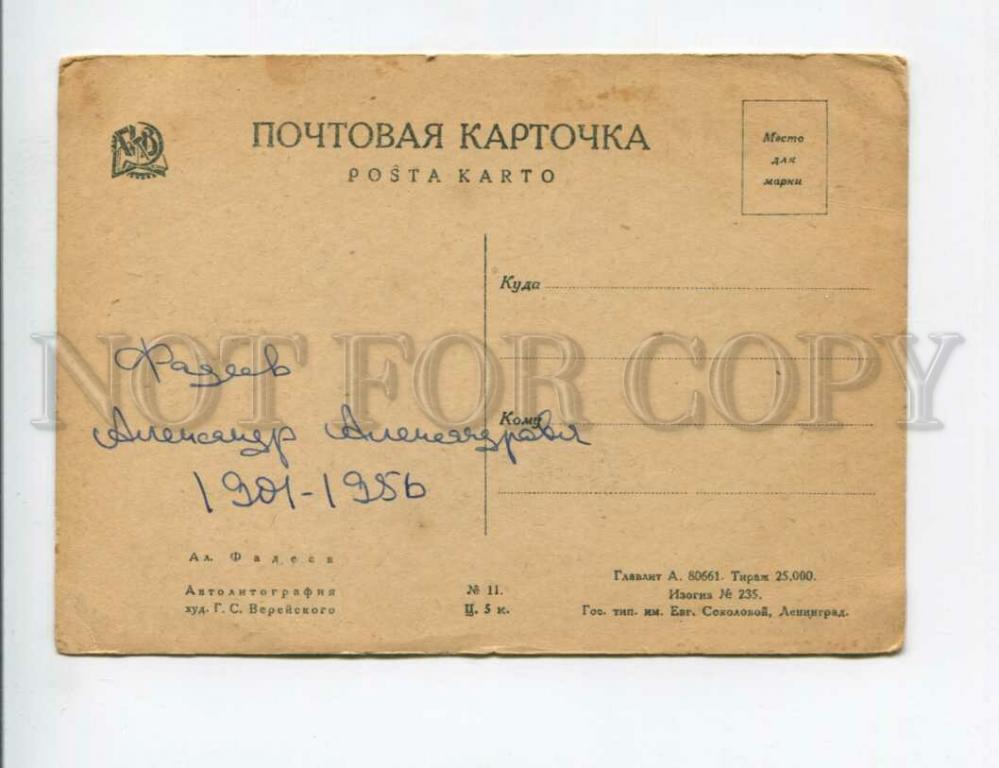 ПОЧТОВАЯ КАРТОЧКА
POŜTA KARTO
Место
для
марки
Куда
Кому
Фадеев
Александр Александрович
1901-1956
Ал. Фадеев
Автолитография
худ. Г. С. Верейского
№ 11.
Ц. 5 к.
Главлит А. 80661. Тираж 25.000.
Изогиз № 235.
Гос. тип. им. Евг. Соколовой, Ленинград.
NOT FOR COPY